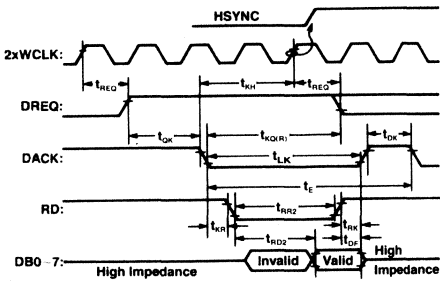 HSYNC
2xWCLK:
tREQ tKH tREQ
DREQ:
tQK tKQ(R) tDK
DACK:
tLK
tE
RD:
tRR2
tKR tRK
tRD2 tDF
DB0-7:
High Impedance Invalid Valid High
Impedance